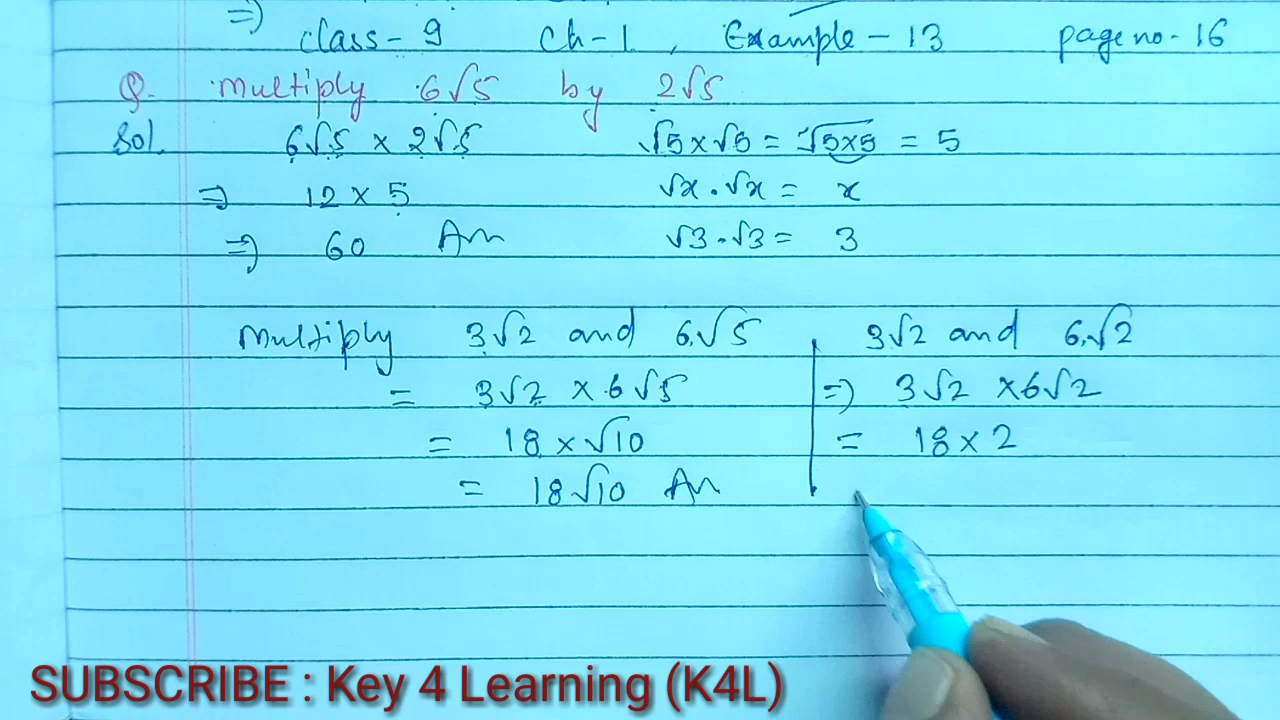 => class - 9 Ch - 1, Example - 13 page no - 16
Q. Multiply 6√5 by 2√5
Sol. 6√5 × 2√5 √5×√5 = √5×5 = 5
=> 12 × 5 √x . √x = x
=> 60 An √3 . √3 = 3
Multiply 3√2 and 6√5 3√2 and 6√2
= 3√2 × 6√5 => 3√2 × 6√2
= 18 × √10 = 18 × 2
= 18√10 An
SUBSCRIBE : Key 4 Learning (K4L)